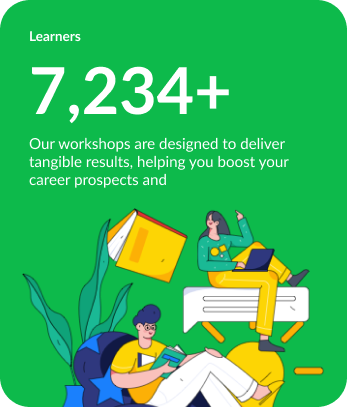 Learners
7,234+
Our workshops are designed to deliver
tangible results, helping you boost your
career prospects and